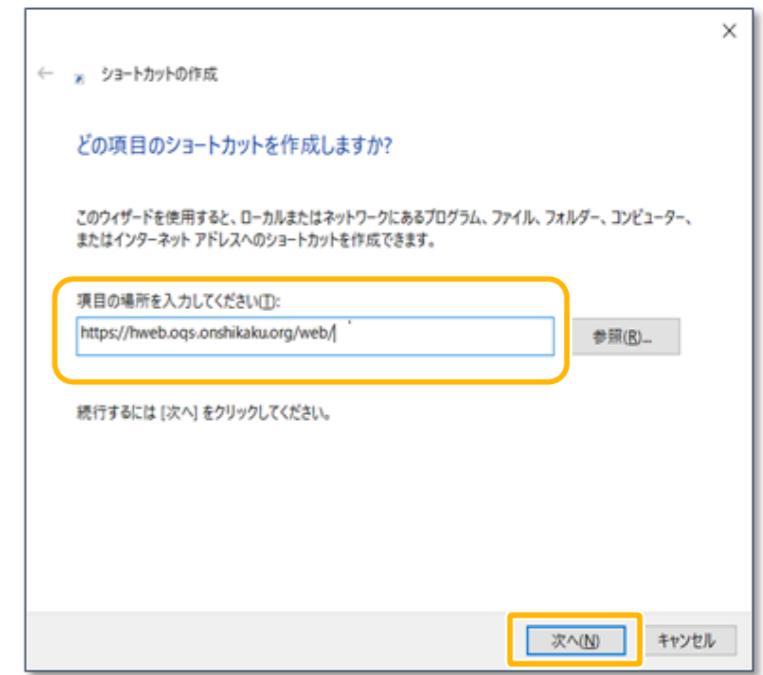 ショートカットの作成
どの項目のショートカットを作成しますか?
このウィザードを使用すると、ローカルまたはネットワークにあるプログラム、ファイル、フォルダー、コンピューター、
またはインターネット アドレスへのショートカットを作成できます。
項目の場所を入力してください(T):
https://hweb.oqs.onshikaku.org/web/
参照(R)...
続行するには [次へ] をクリックしてください。
次へ(N)
キャンセル